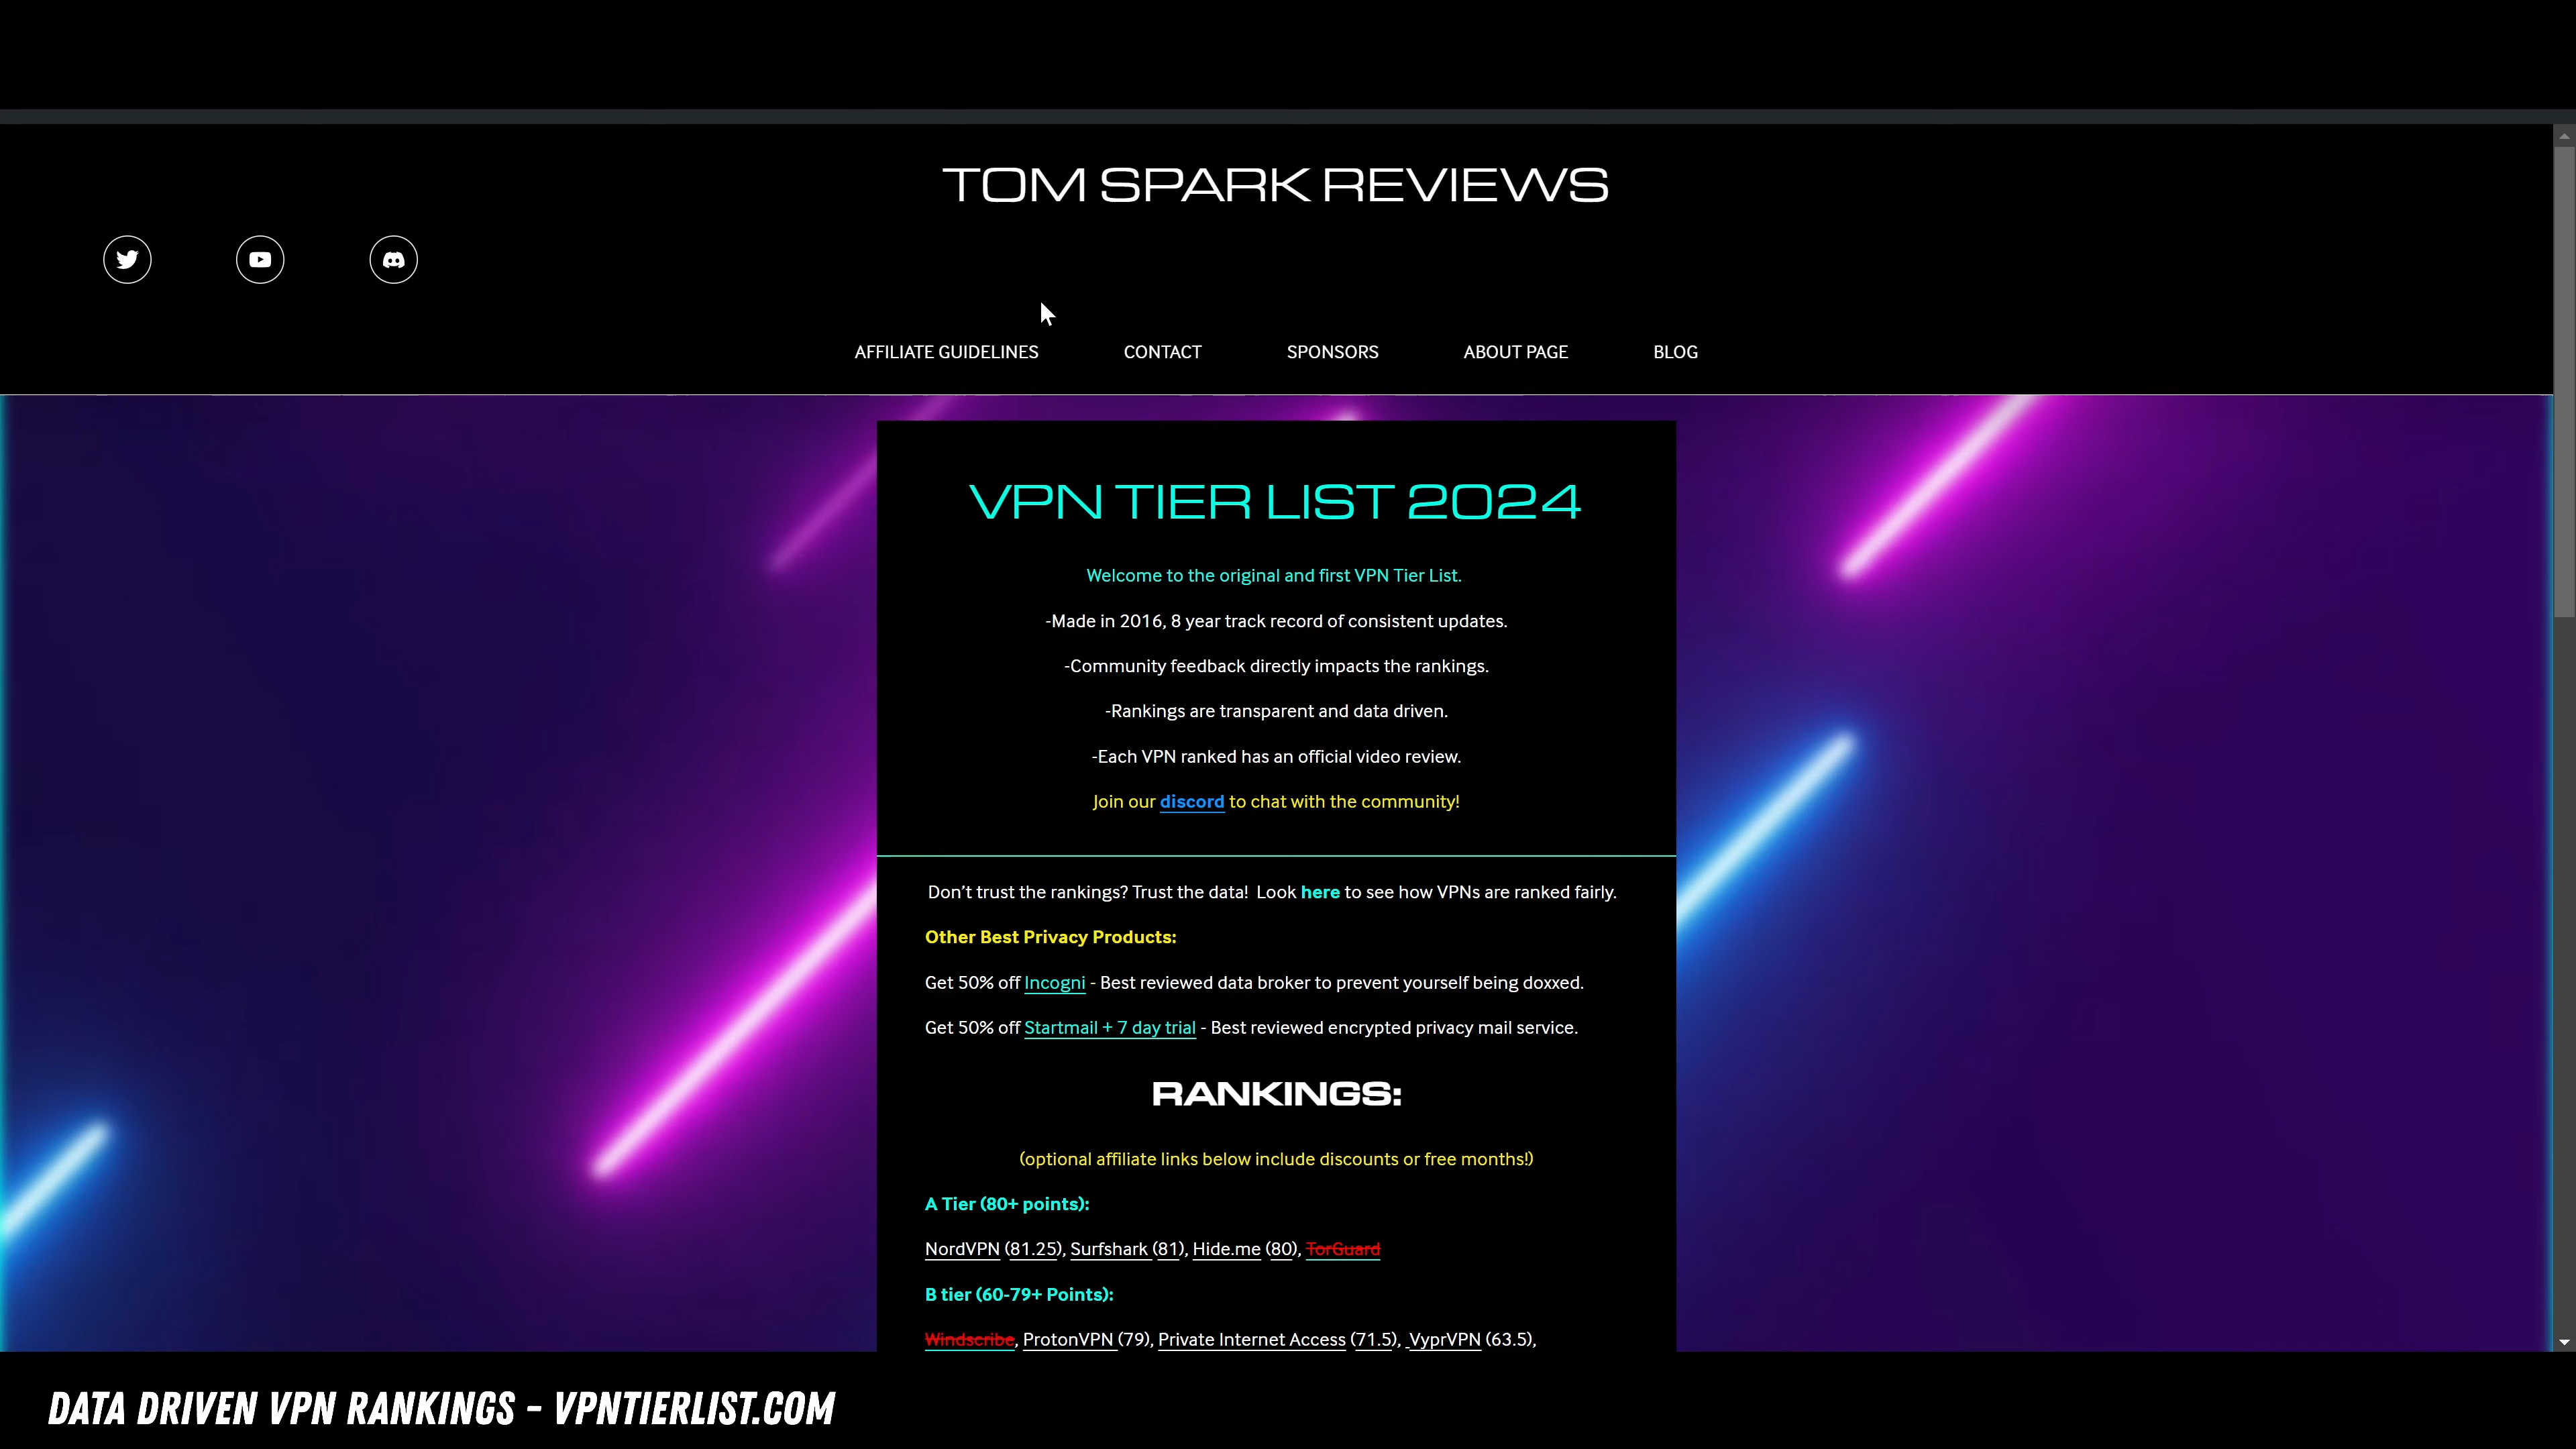 TOM SPARK REVIEWS
AFFILIATE GUIDELINES CONTACT SPONSORS ABOUT PAGE BLOG
VPN TIER LIST 2024
Welcome to the original and first VPN Tier List.
-Made in 2016, 8 year track record of consistent updates.
-Community feedback directly impacts the rankings.
-Rankings are transparent and data driven.
-Each VPN ranked has an official video review.
Join our discord to chat with the community!
Don't trust the rankings? Trust the data! Look here to see how VPNs are ranked fairly.
Other Best Privacy Products:
Get 50% off Incogni - Best reviewed data broker to prevent yourself being doxxed.
Get 50% off Startmail + 7 day trial - Best reviewed encrypted privacy mail service.
RANKINGS:
(optional affiliate links below include discounts or free months!)
A Tier (80+ points):
NordVPN (81.25), Surfshark (81), Hide.me (80), TorGuard
B tier (60-79+ Points):
Windscribe, ProtonVPN (79), Private Internet Access (71.5), VyprVPN (63.5),
DATA DRIVEN VPN RANKINGS - VPNTIERLIST.COM